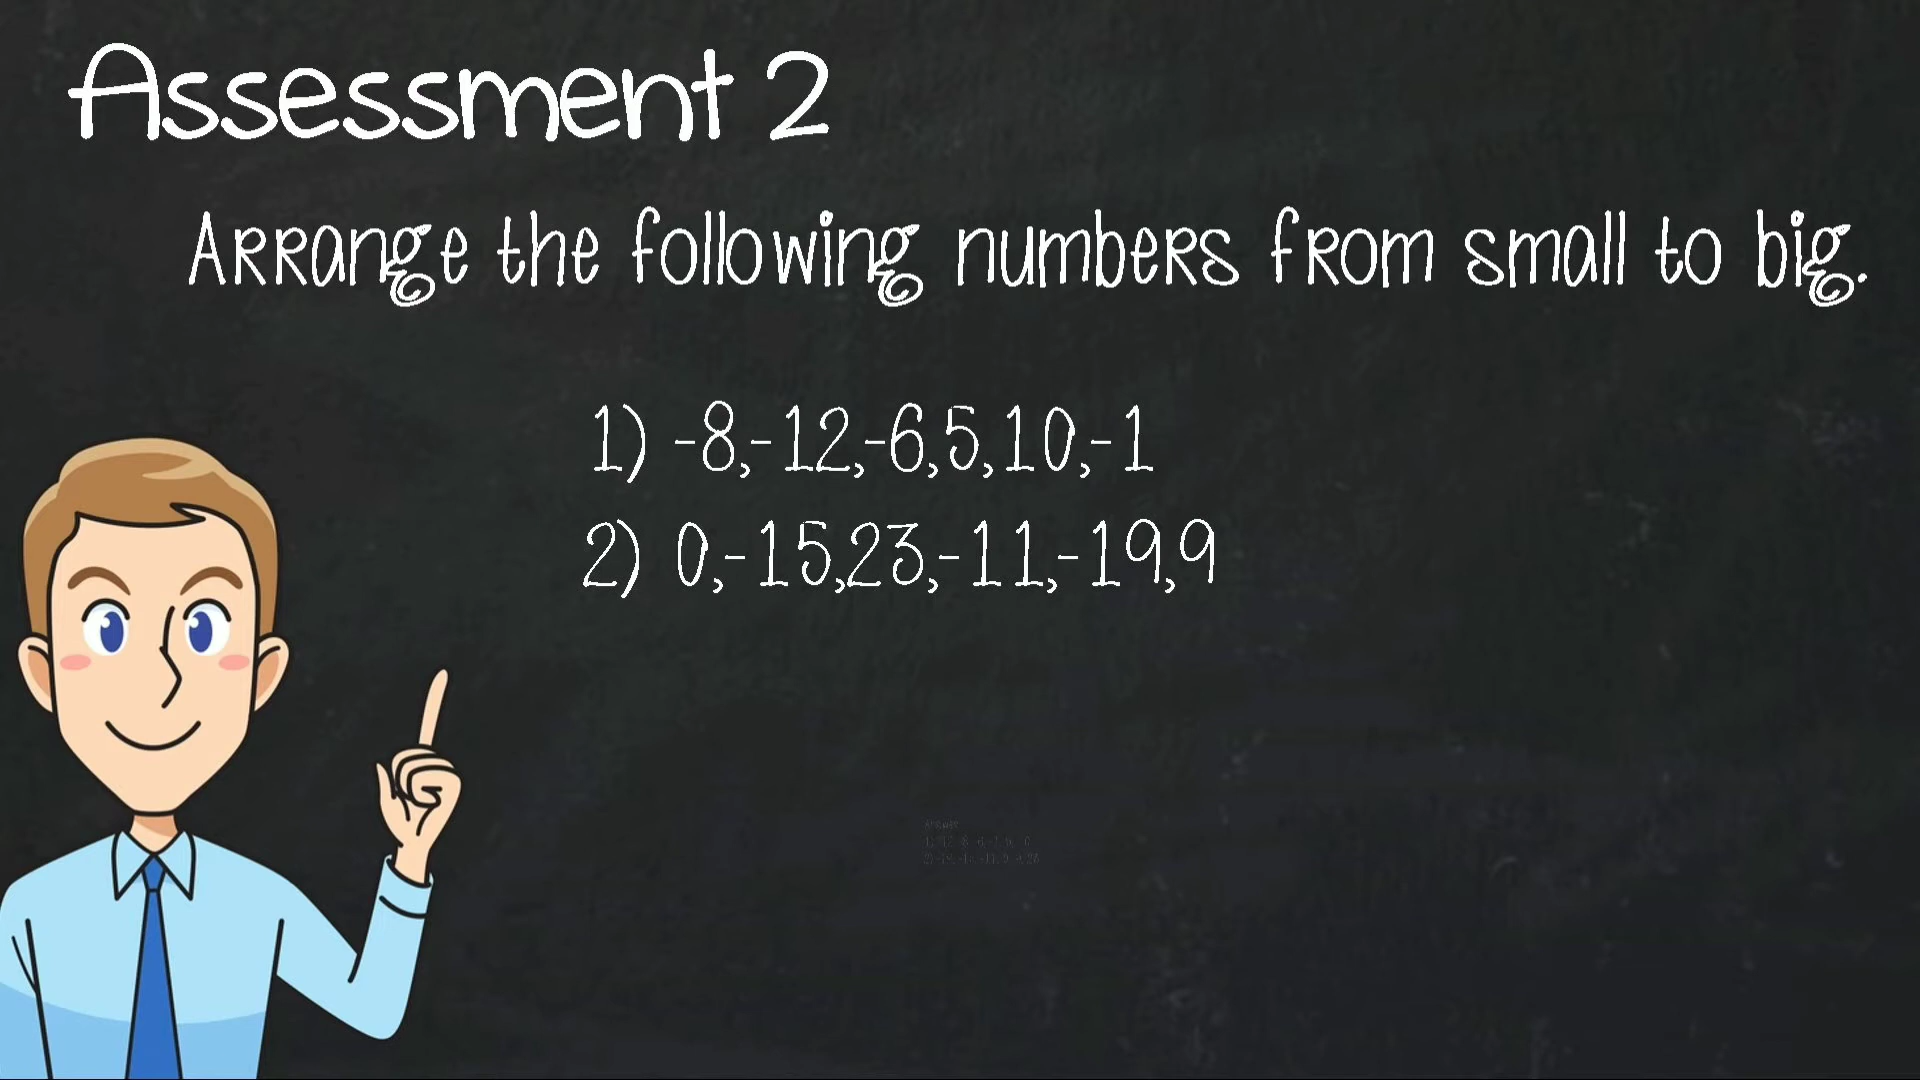 Assessment 2
Arrange the following numbers from small to big.
1) -8,-12,-6,5,10,-1
2) 0,-15,23,-11,-19,9
Answer